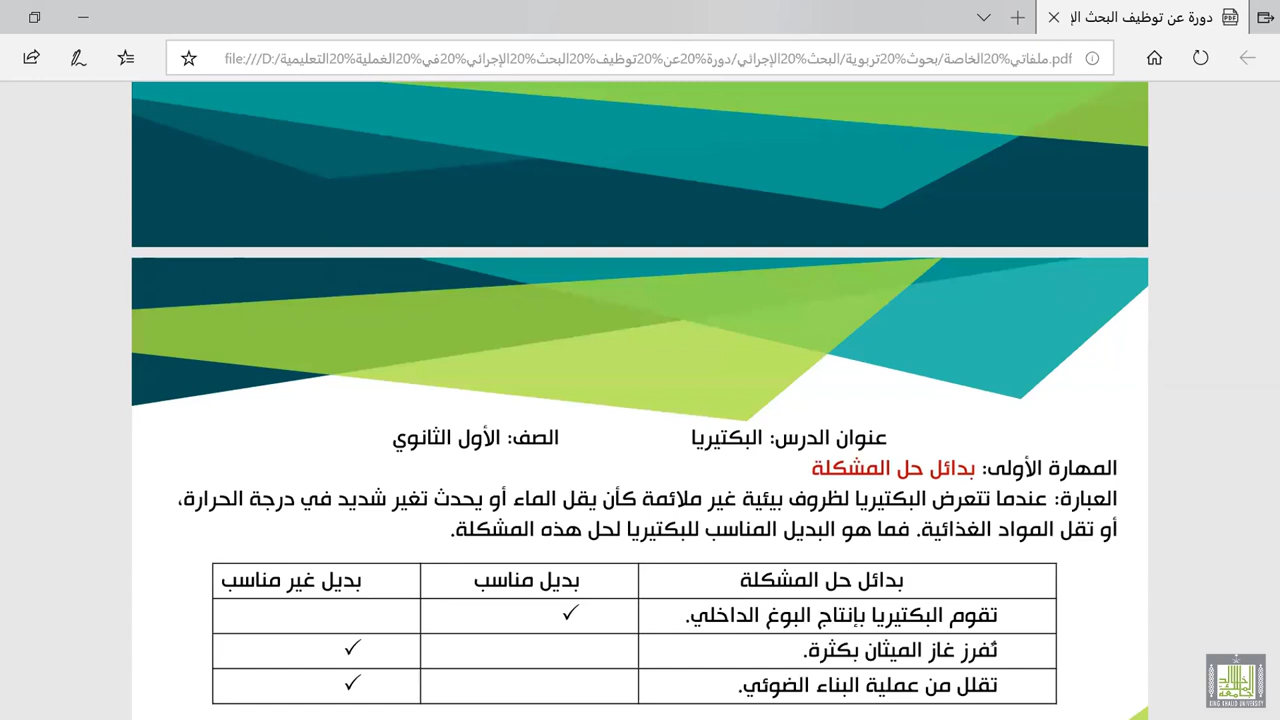 دورة عن توظيف البحث الإ
file:///D:/ملفاتي%20الخاصة/بحوث%20تربوية/البحث%20الإجرائي/دورة%20عن%20توظيف%20البحث%20الإجرائي%20في%20العملية%20التعليمية.pdf
عنوان الدرس: البكتيريا الصف: الأول الثانوي
المهارة الأولى: بدائل حل المشكلة
العبارة: عندما تتعرض البكتيريا لظروف بيئية غير ملائمة كأن يقل الماء أو يحدث تغير شديد في درجة الحرارة،
أو تقل المواد الغذائية. فما هو البديل المناسب للبكتيريا لحل هذه المشكلة.
بدائل حل المشكلة بديل مناسب بديل غير مناسب
تقوم البكتيريا بإنتاج البوغ الداخلي. ✓
تُفرز غاز الميثان بكثرة. ✓
تقلل من عملية البناء الضوئي. ✓
KING KHALID UNIVERSITY